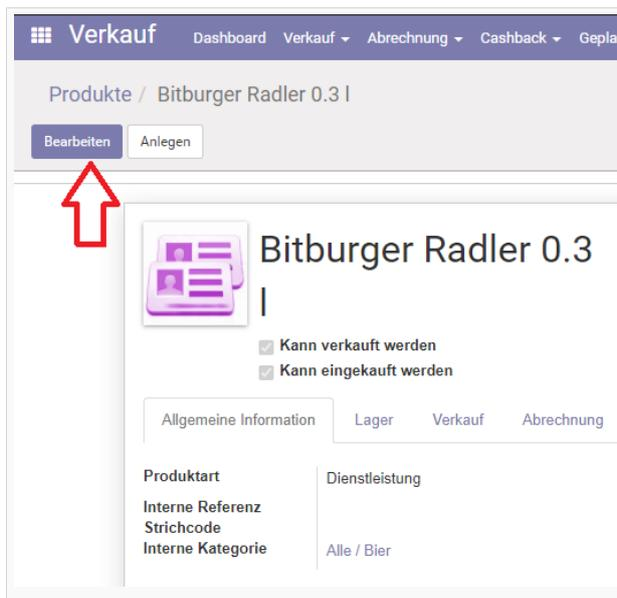 Verkauf Dashboard Verkauf Abrechnung Cashback Gepla
Produkte / Bitburger Radler 0.3 l
Bearbeiten Anlegen
Bitburger Radler 0.3
l
Kann verkauft werden
Kann eingekauft werden
Allgemeine Information Lager Verkauf Abrechnung
Produktart Dienstleistung
Interne Referenz
Strichcode
Interne Kategorie Alle / Bier